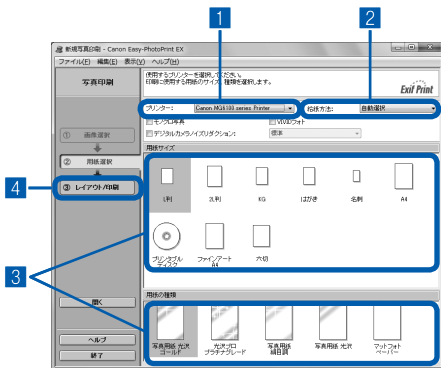 1
2
新規写真印刷 - Canon Easy-PhotoPrint EX
ファイル(F) 編集(E) 表示(V) ヘルプ(H)
写真印刷
使用するプリンターを選択してください。
印刷に使用する用紙のサイズ、種類を選択します。
Exif Print
プリンター:
Canon MG6100 series Printer
給紙方法:
自動選択
モノクロ写真
VIVIDフォト
デジタルカメラノイズリダクション:
標準
① 画像選択
② 用紙選択
4
③ レイアウト/印刷
用紙サイズ
L判
2L判
KG
はがき
名刺
A4
プリンタブル
ディスク
ファインアート
A4
六切
3
用紙の種類
開く
ヘルプ
終了
写真用紙 光沢
ゴールド
光沢プロ
プラチナグレード
写真用紙
絹目調
写真用紙 光沢
マットフォト
ペーパー